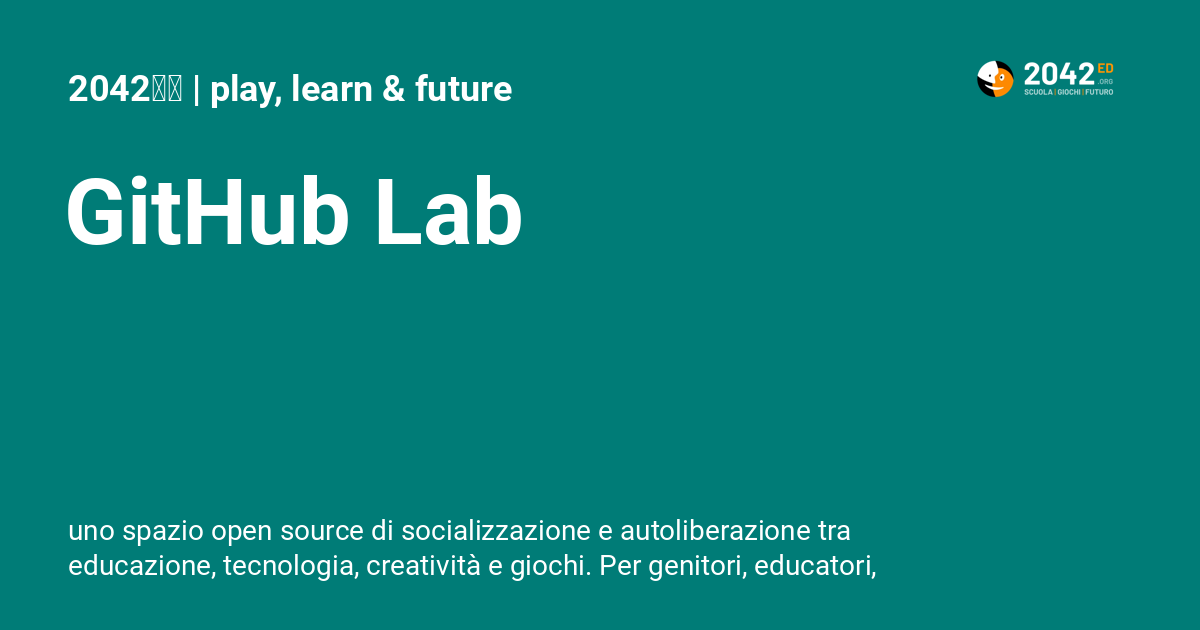 2042 | play, learn & future
2042 ED
.ORG
SCUOLA | GIOCHI | FUTURO
GitHub Lab
uno spazio open source di socializzazione e autoliberazione tra
educazione, tecnologia, creatività e giochi. Per genitori, educatori,